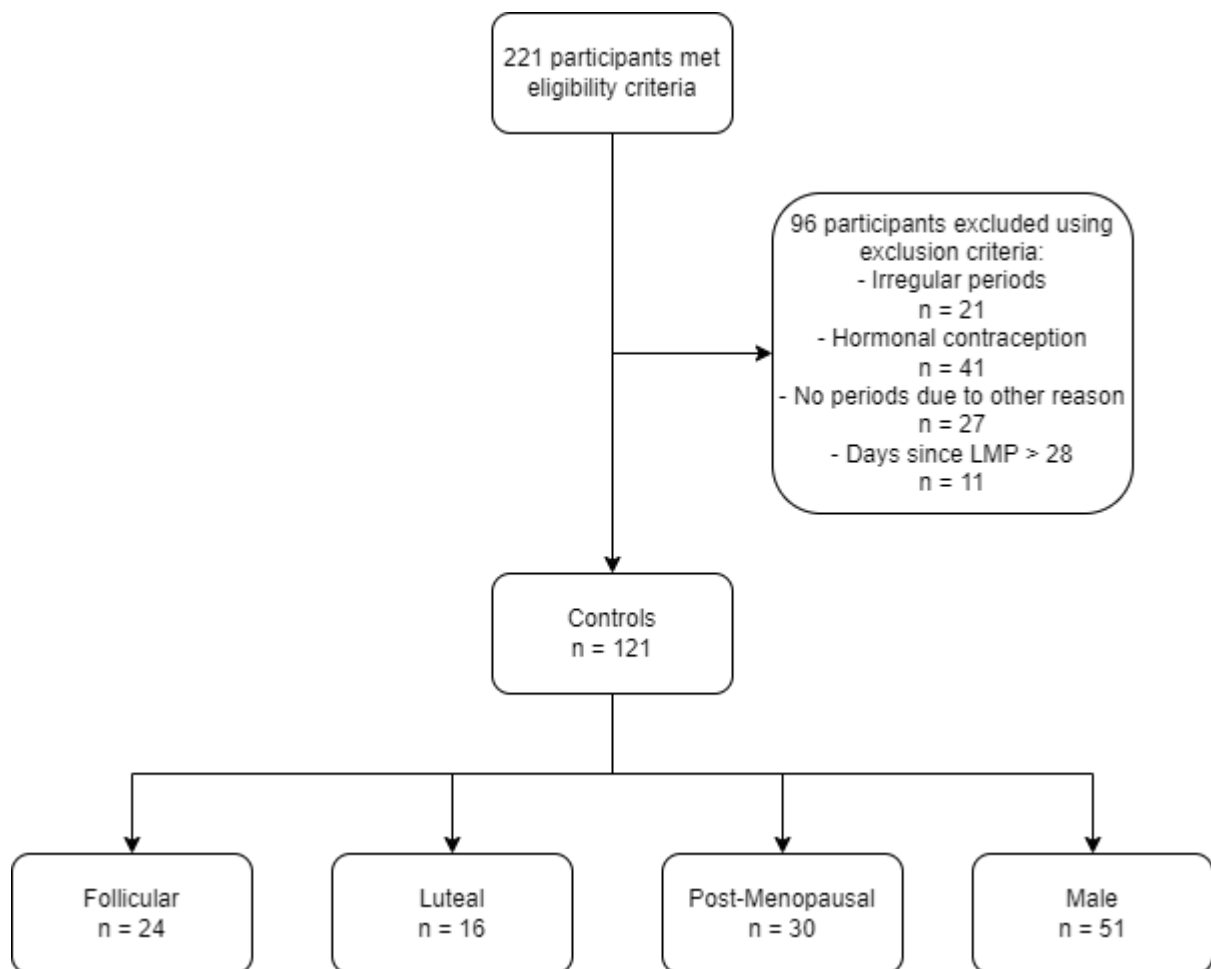 221 participants met
eligibility criteria
96 participants excluded using
exclusion criteria:
- Irregular periods
n = 21
- Hormonal contraception
n = 41
- No periods due to other reason
n = 27
- Days since LMP > 28
n = 11
Controls
n = 121
Follicular
n = 24
Luteal
n = 16
Post-Menopausal
n = 30
Male
n = 51